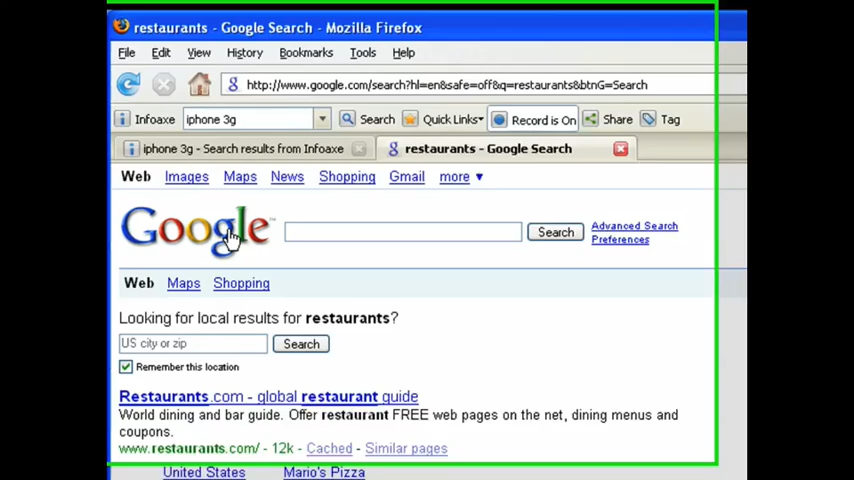 restaurants - Google Search - Mozilla Firefox
File Edit View History Bookmarks Tools Help
g http://www.google.com/search?hl=en&safe=off&q=restaurants&btnG=Search
i Infoaxe iphone 3g Search Quick Links Record is On Share Tag
i iphone 3g - Search results from Infoaxe g restaurants - Google Search
Web Images Maps News Shopping Gmail more ▼
Google™ Search Advanced Search
Preferences
Web Maps Shopping
Looking for local results for restaurants?
US city or zip Search
Remember this location
Restaurants.com - global restaurant guide
World dining and bar guide. Offer restaurant FREE web pages on the net, dining menus and
coupons.
www.restaurants.com/ - 12k - Cached - Similar pages
United States Mario's Pizza